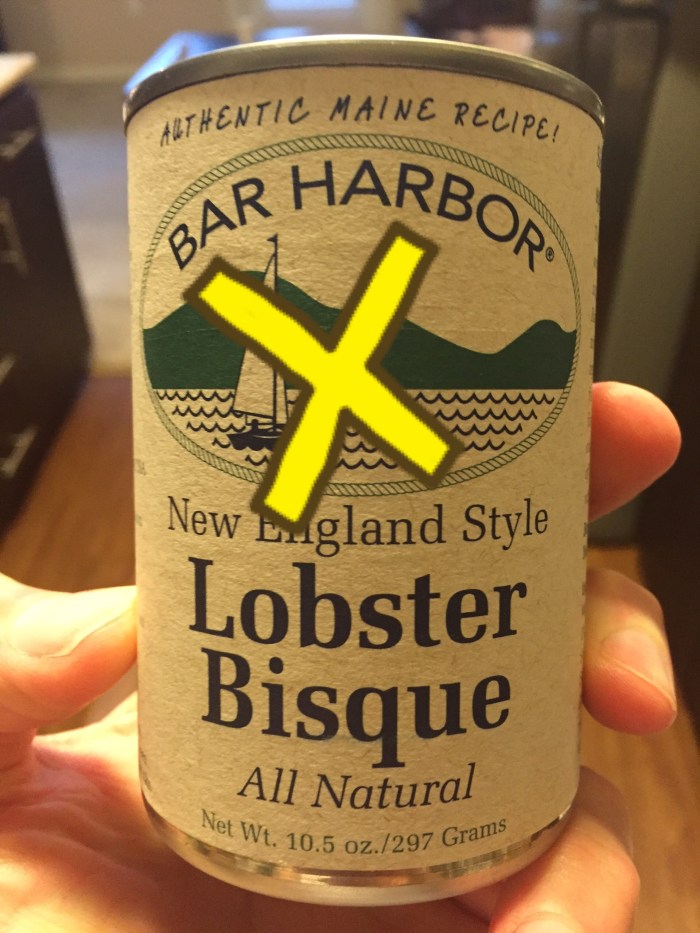 AUTHENTIC MAINE RECIPE!
BAR HARBOR®
New England Style
Lobster
Bisque
All Natural
Net Wt. 10.5 oz./297 Grams